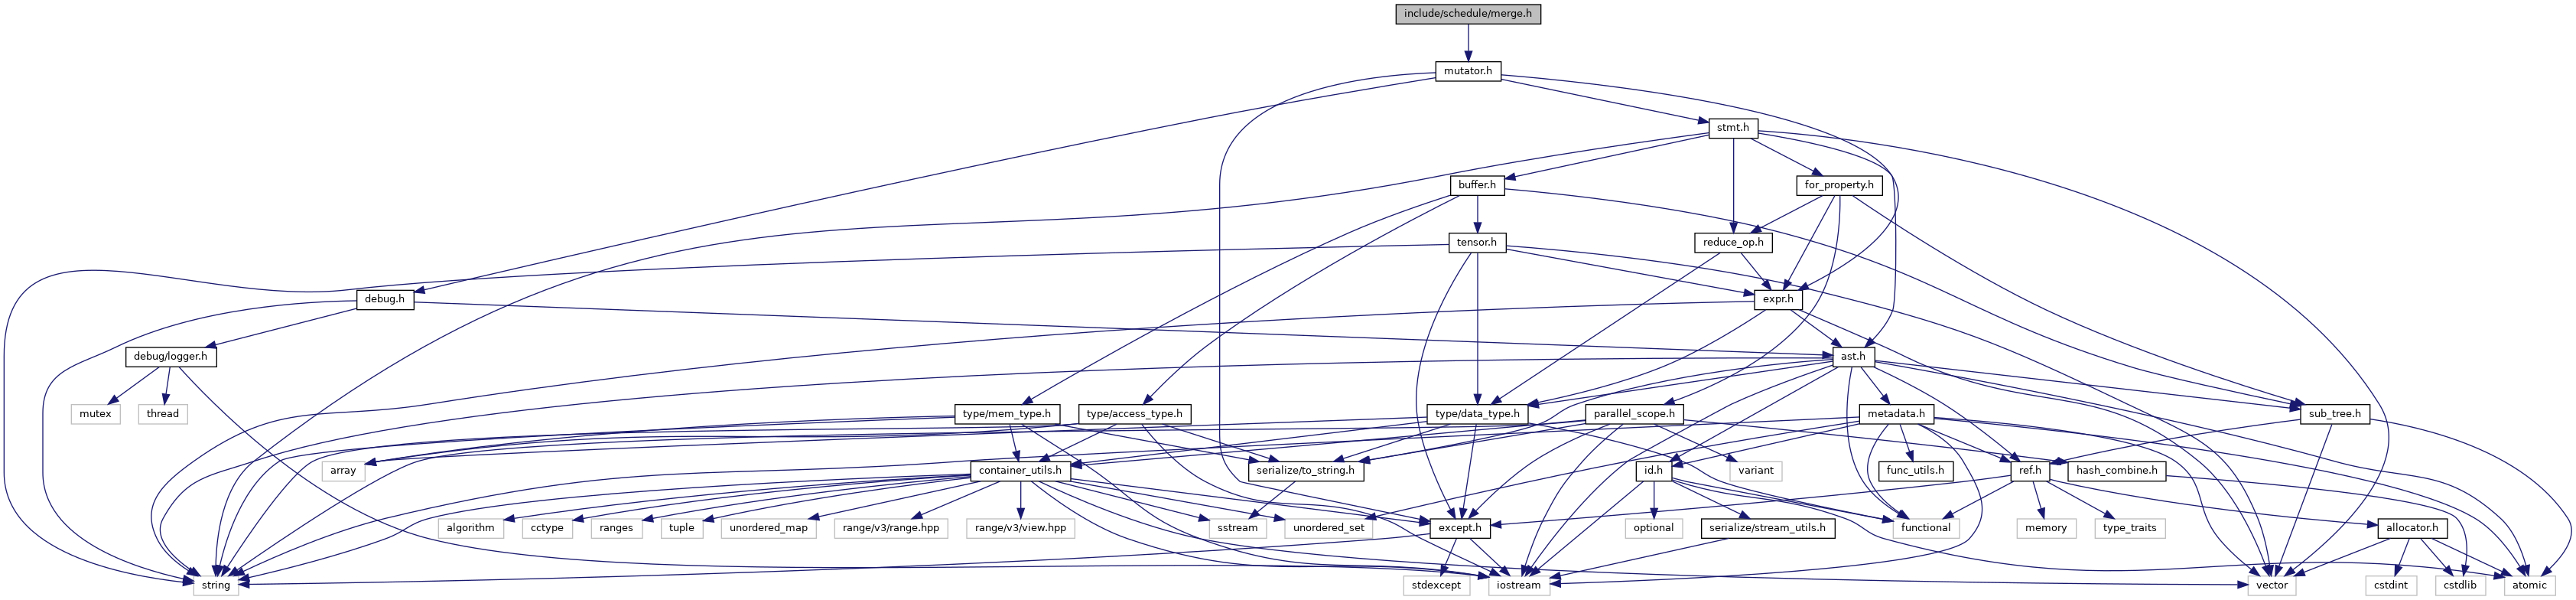 include/schedule/merge.h
mutator.h
stmt.h
buffer.h
for_property.h
tensor.h
reduce_op.h
debug.h
expr.h
debug/logger.h
ast.h
mutex
thread
type/mem_type.h
type/access_type.h
type/data_type.h
parallel_scope.h
metadata.h
sub_tree.h
array
container_utils.h
serialize/to_string.h
variant
id.h
func_utils.h
ref.h
hash_combine.h
algorithm
cctype
ranges
tuple
unordered_map
range/v3/range.hpp
range/v3/view.hpp
sstream
unordered_set
except.h
optional
serialize/stream_utils.h
functional
memory
type_traits
allocator.h
string
stdexcept
iostream
vector
cstdint
cstdlib
atomic